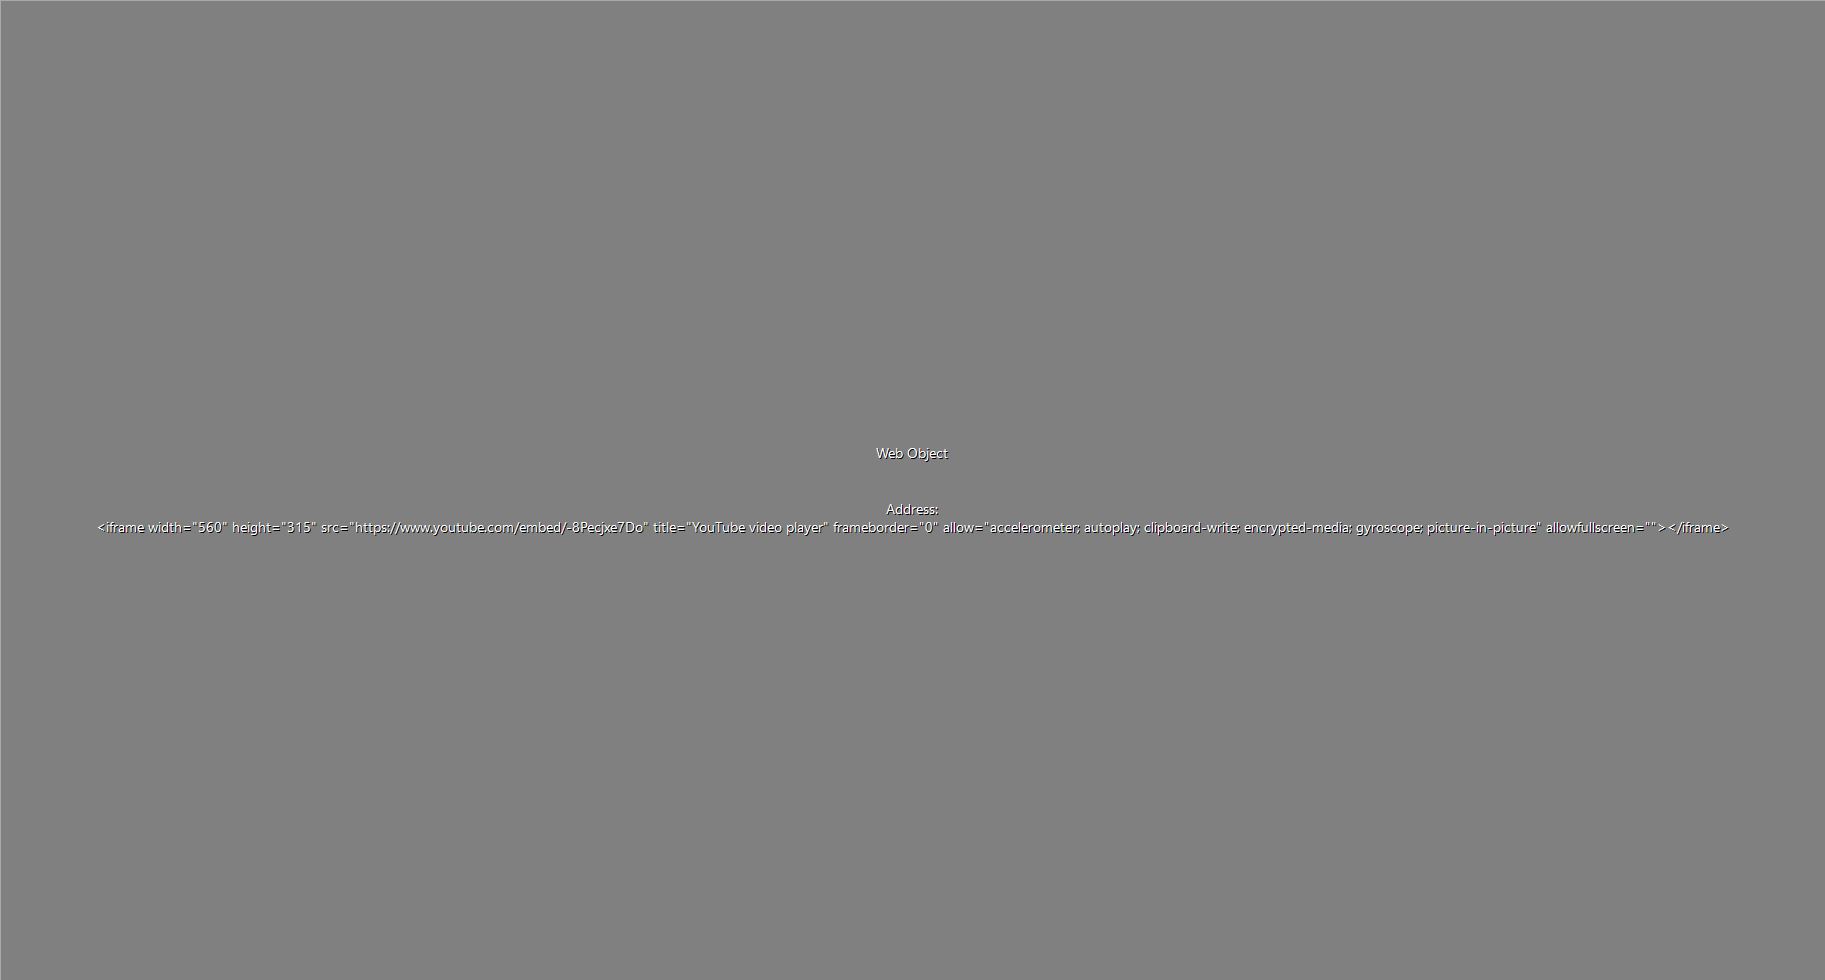 Web Object
Address:
<iframe width="560" height="315" src="https://www.youtube.com/embed/-8Pecjxe7Do" title="YouTube video player" frameborder="0" allow="accelerometer; autoplay; clipboard-write; encrypted-media; gyroscope; picture-in-picture" allowfullscreen=""></iframe>